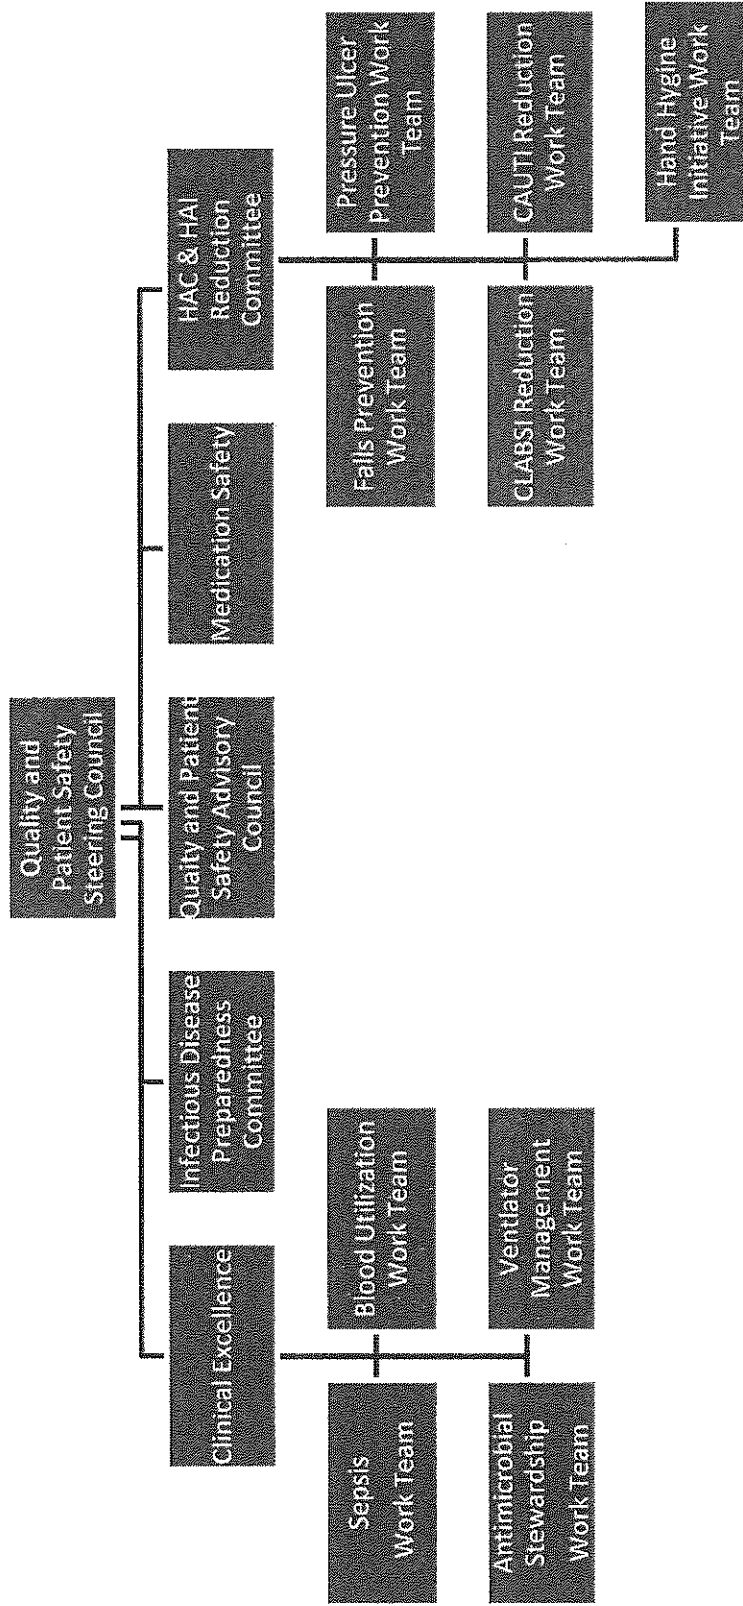 Quality and
Patient Safety
Steering Council
Clinical Excellence
Infectious Disease
Preparedness
Committee
Quaity and Patient
Safety Advisory
Council
Medication Safety
HAC & HAI
Reduction
Committee
Sepsis
Work Team
Blood Utilization
Work Team
Falls Prevention
Work Team
Pressure Ulcer
Prevention Work
Team
Antimicrobial
Stewardship
Work Team
Ventilator
Management
Work Team
CLABSI Reduction
Work Team
CAUTI Reduction
Work Team
Hand Hygine
Initiative Work
Team